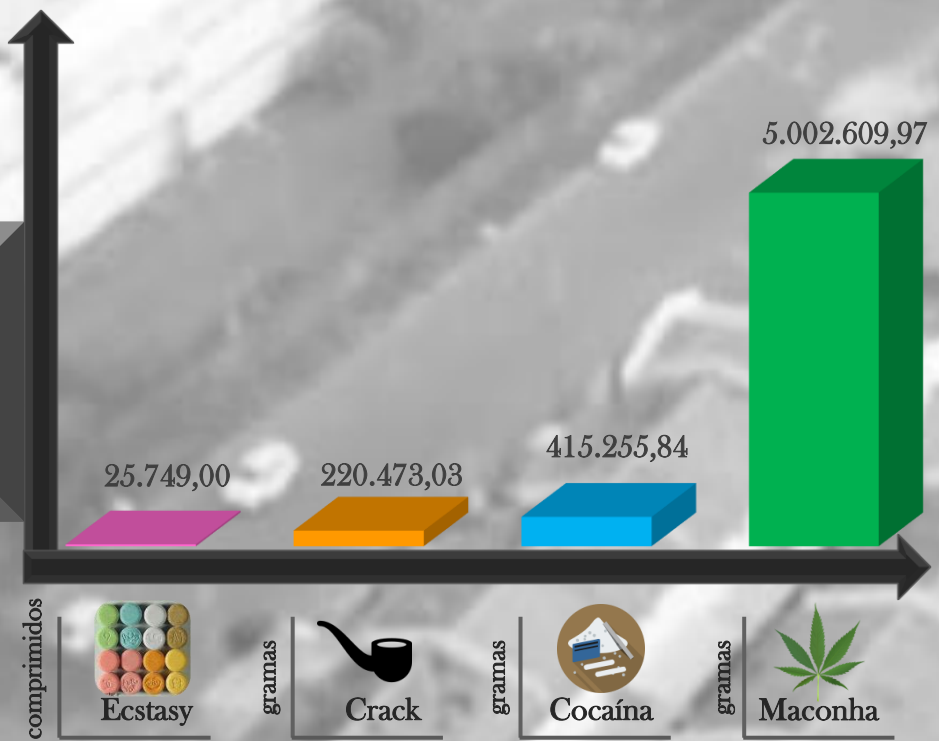 5.002.609,97
415.255,84
25.749,00
220.473,03
comprimidos
Ecstasy
gramas
Crack
gramas
Cocaína
gramas
Maconha